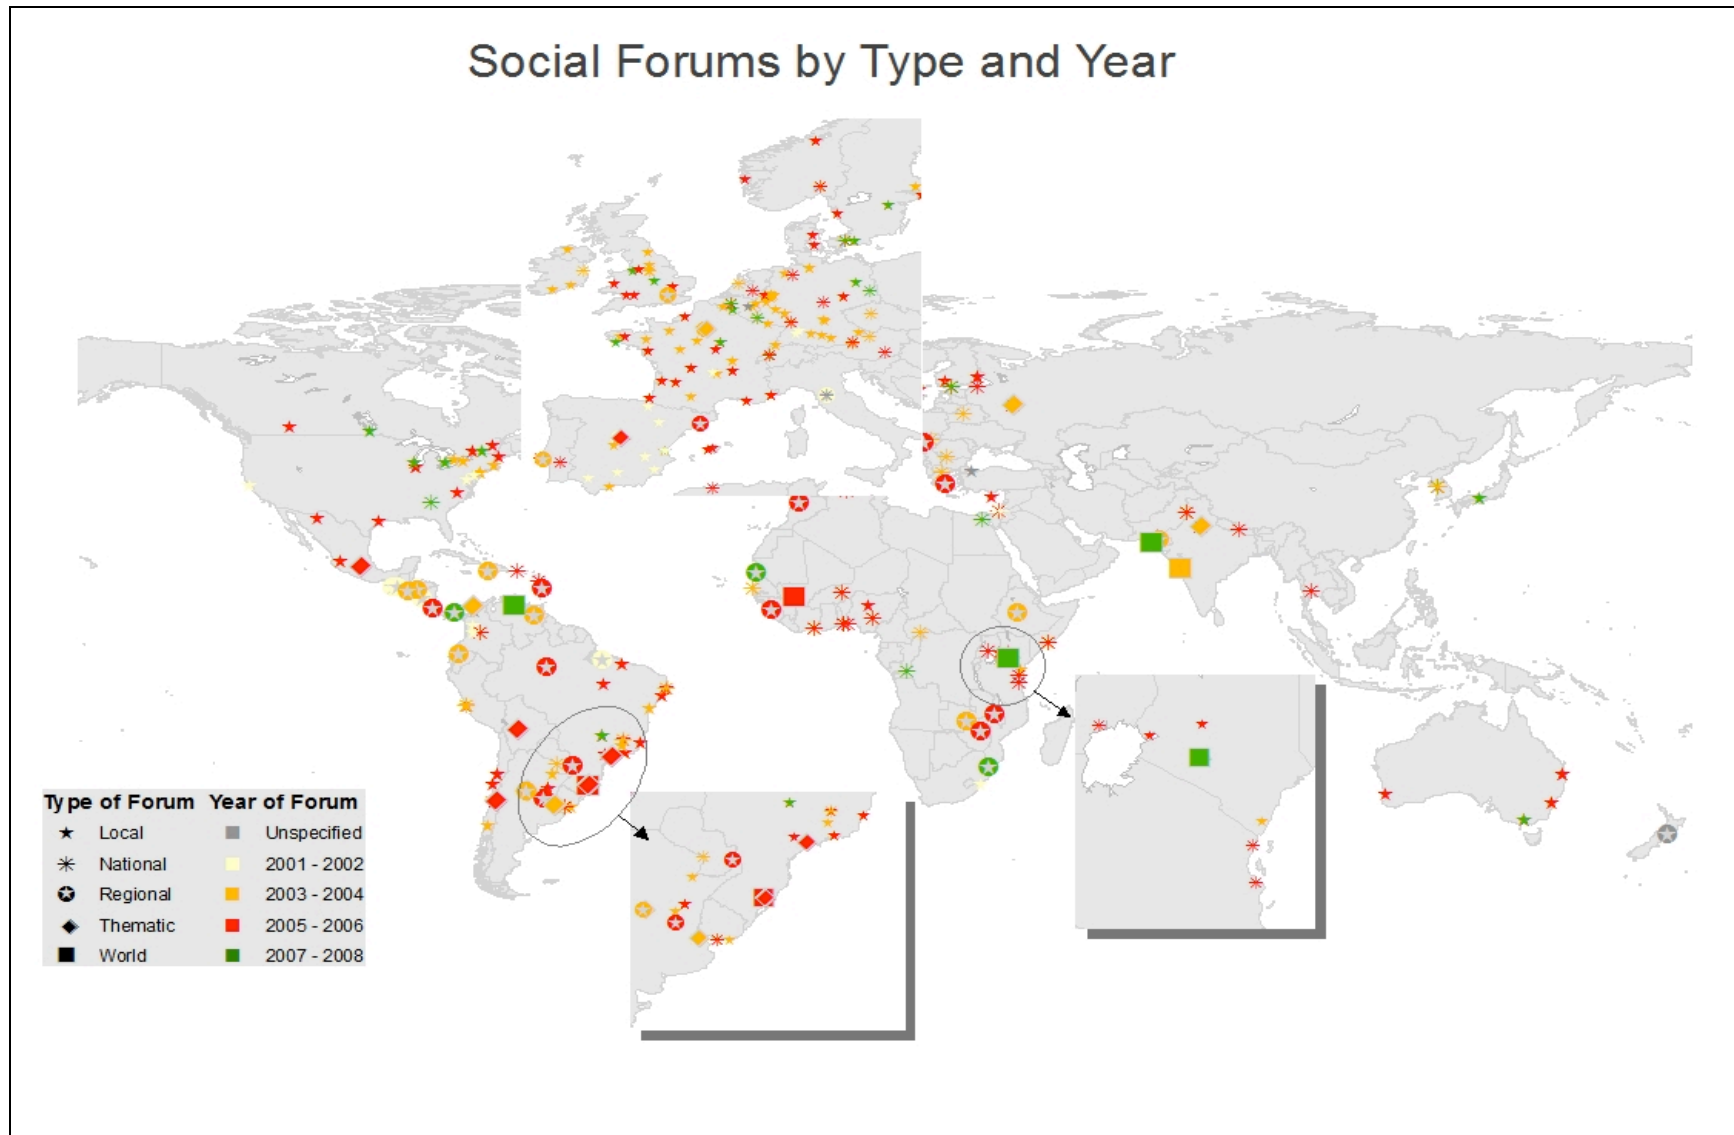 Social Forums by Type and Year
Type of Forum Year of Forum
Local Unspecified
National 2001 - 2002
Regional 2003 - 2004
Thematic 2005 - 2006
World 2007 - 2008